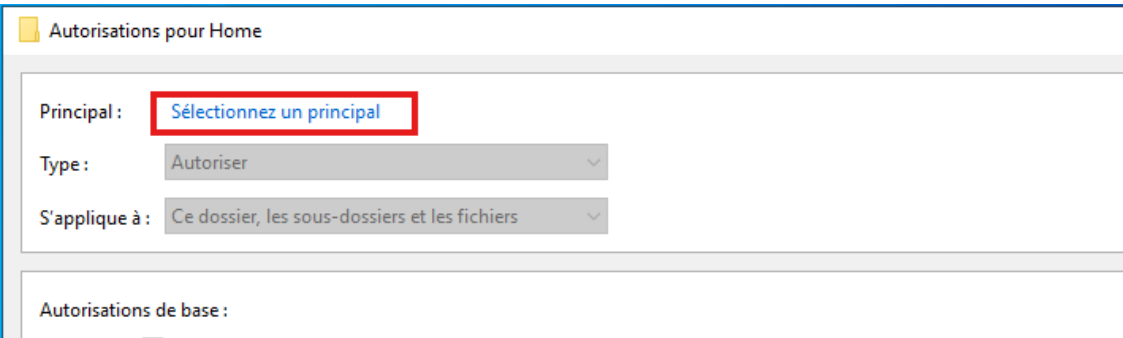 Autorisations pour Home
Principal : Sélectionnez un principal
Type : Autoriser
S'applique à : Ce dossier, les sous-dossiers et les fichiers
Autorisations de base :